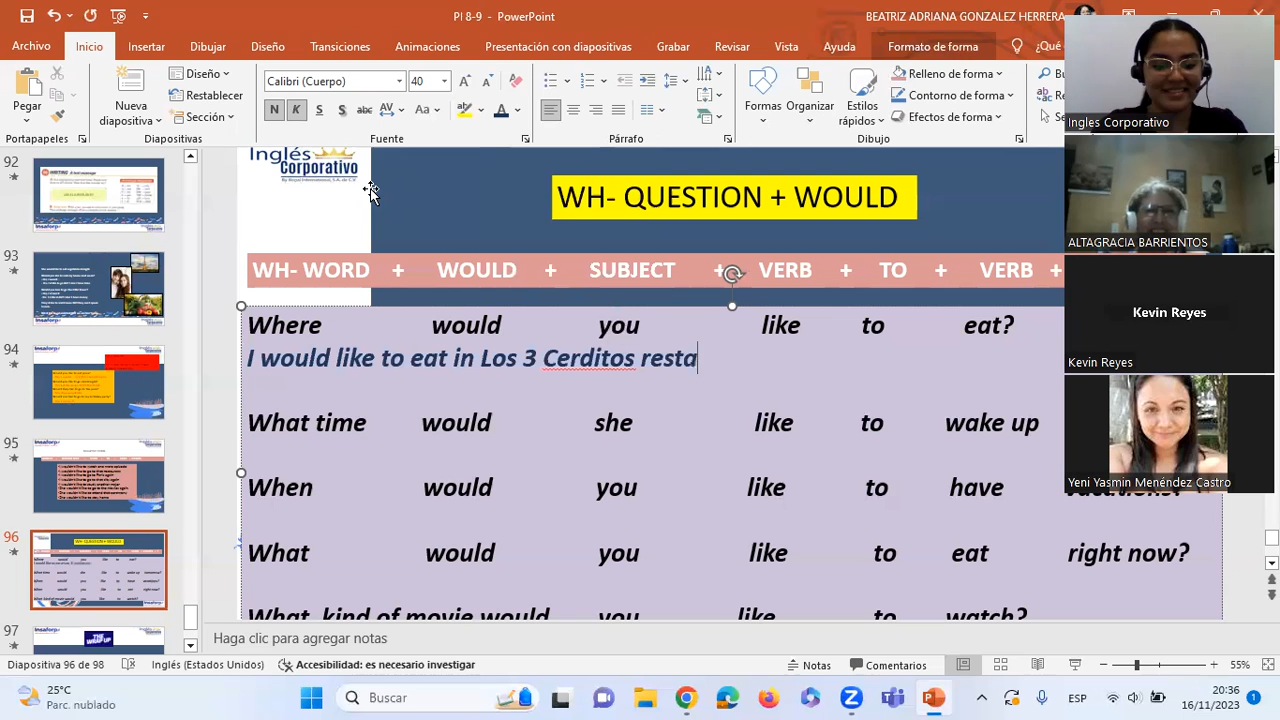 PI 8-9 - PowerPoint
BEATRIZ ADRIANA GONZALEZ HERRERA
Archivo Inicio Insertar Dibujar Diseño Transiciones Animaciones Presentación con diapositivas Grabar Revisar Vista Ayuda Formato de forma ¿Qué
Pegar
Nueva diapositiva
Diseño
Restablecer
Sección
Calibri (Cuerpo) 40
N K S S abc AV Aa
Formas Organizar Estilos rápidos
Relleno de forma
Contorno de forma
Efectos de forma
Portapapeles Diapositivas Fuente Párrafo Dibujo
Ingles Corporativo
ALTAGRACIA BARRIENTOS
Kevin Reyes
Kevin Reyes
Yeni Yasmin Menéndez Castro
92
93
94
95
96
97
Inglés
Corporativo
WH- QUESTION + WOULD
WH- WORD + WOULD + SUBJECT + VERB + TO + VERB +
Where would you like to eat?
I would like to eat in Los 3 Cerditos resta
What time would she like to wake up
When would you like to have vacations?
What would you like to eat right now?
What kind of movie would you like to watch?
Haga clic para agregar notas
Diapositiva 96 de 98 Inglés (Estados Unidos) Accesibilidad: es necesario investigar Notas Comentarios 55%
25°C
Parc. nublado
Buscar
ESP
20:36
16/11/2023
1